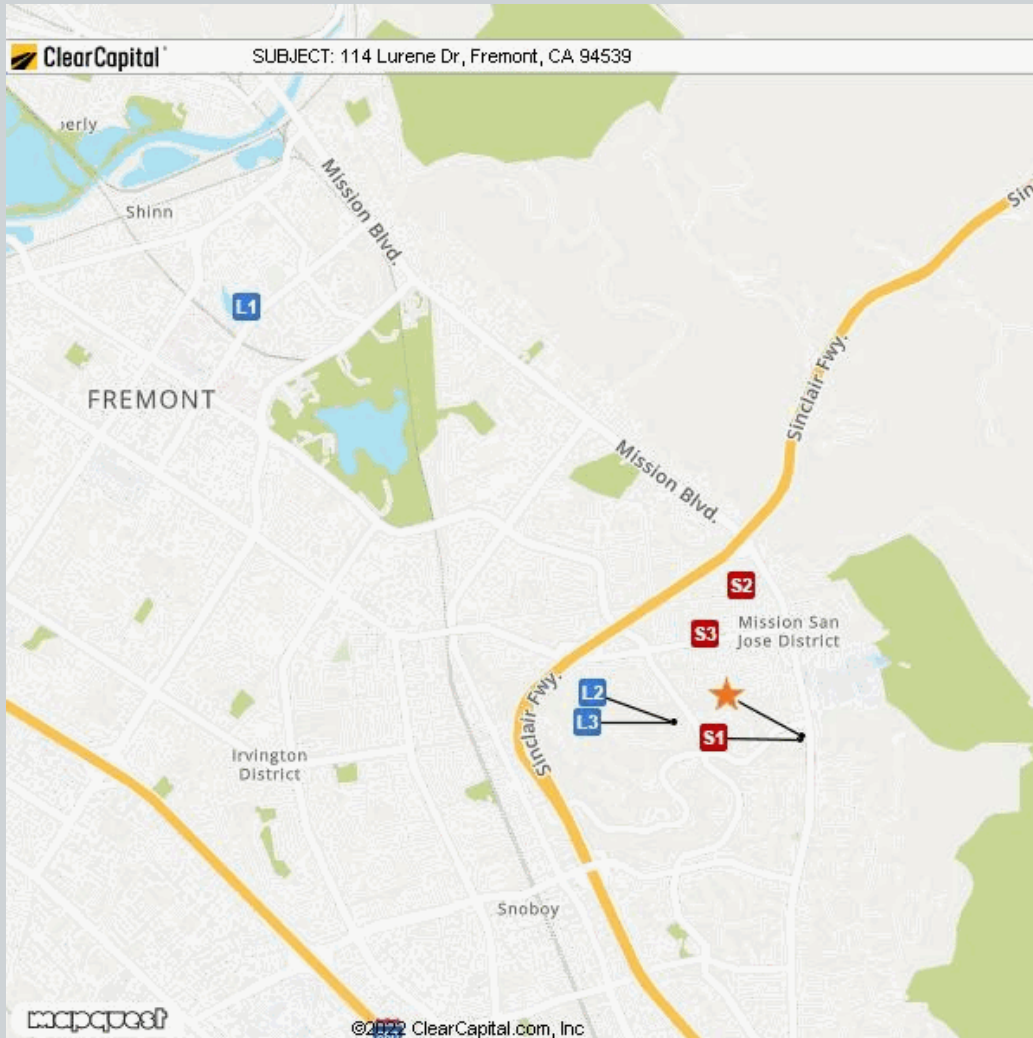 ClearCapital
SUBJECT: 114 Lurene Dr, Fremont, CA 94539
Mission Blvd.
Shinn
L1
FREMONT
Sinclair Fwy.
Mission Blvd.
S2
S3
Mission San
Jose District
L2
L3
S1
Sinclair Fwy.
Irvington
District
Snoboy
mapquest
©2022 ClearCapital.com, Inc